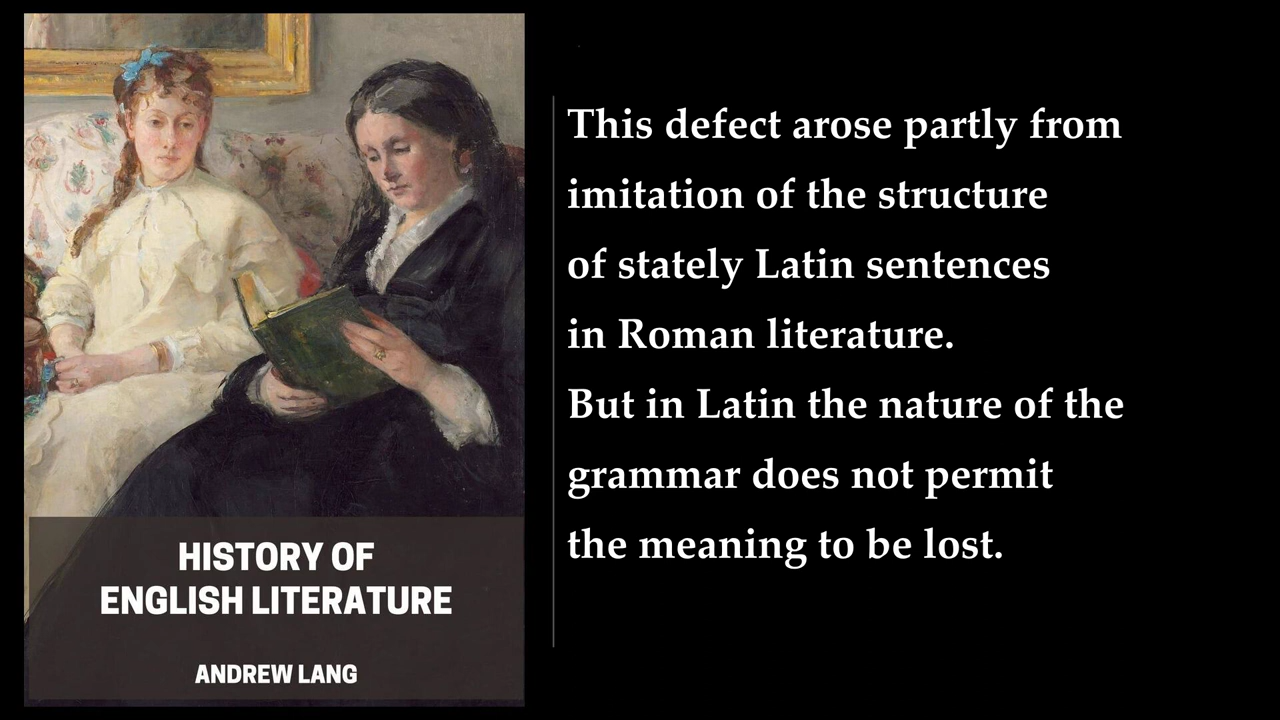 HISTORY OF
ENGLISH LITERATURE
ANDREW LANG
This defect arose partly from
imitation of the structure
of stately Latin sentences
in Roman literature.
But in Latin the nature of the
grammar does not permit
the meaning to be lost.